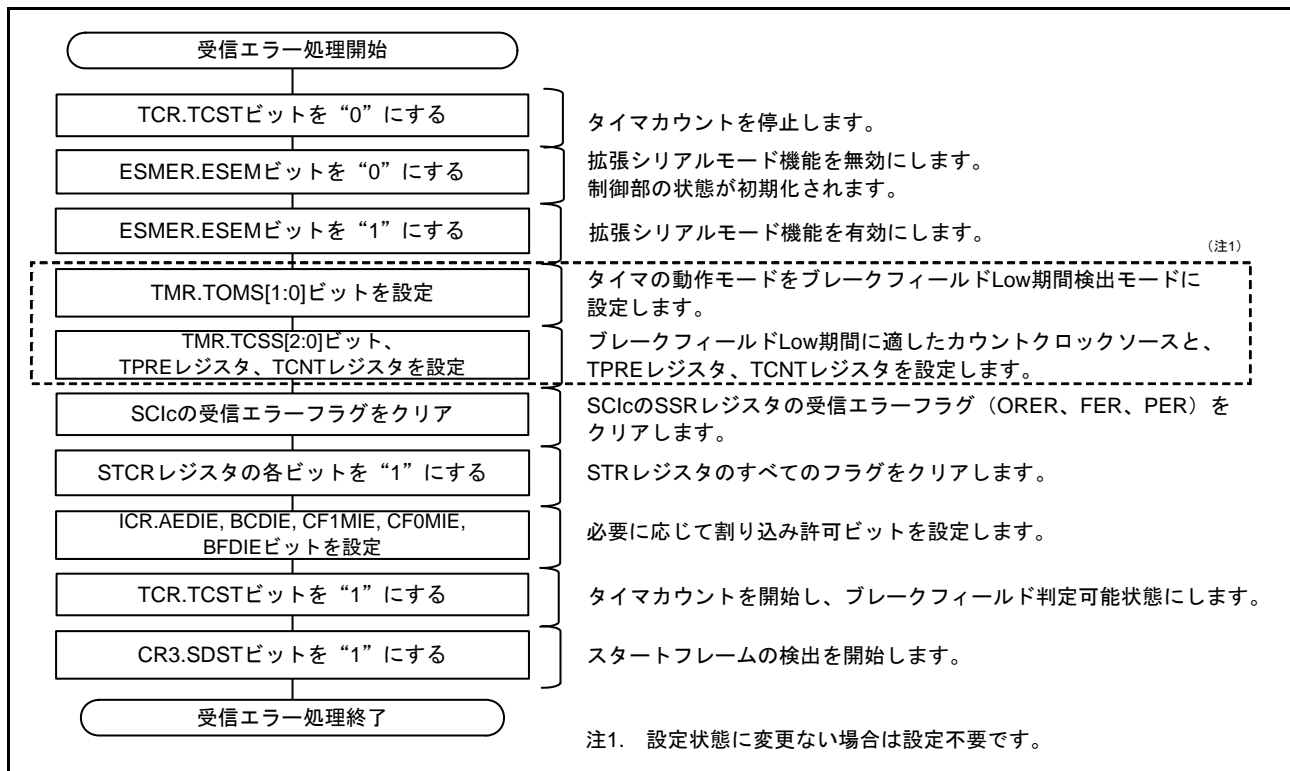 受信エラー処理開始
TCR.TCSTビットを“0”にする
タイマカウントを停止します。
ESMER.ESEMビットを“0”にする
拡張シリアルモード機能を無効にします。
制御部の状態が初期化されます。
ESMER.ESEMビットを“1”にする
拡張シリアルモード機能を有効にします。
（注1）
TMR.TOMS[1:0]ビットを設定
タイマの動作モードをブレークフィールドLow期間検出モードに
設定します。
TMR.TCSS[2:0]ビット、
TPREレジスタ、TCNTレジスタを設定
ブレークフィールドLow期間に適したカウントクロックソースと、
TPREレジスタ、TCNTレジスタを設定します。
SCIcの受信エラーフラグをクリア
SCIcのSSRレジスタの受信エラーフラグ（ORER、FER、PER）を
クリアします。
STCRレジスタの各ビットを“1”にする
STRレジスタのすべてのフラグをクリアします。
ICR.AEDIE, BCDIE, CF1MIE, CF0MIE,
BFDIEビットを設定
必要に応じて割り込み許可ビットを設定します。
TCR.TCSTビットを“1”にする
タイマカウントを開始し、ブレークフィールド判定可能状態にします。
CR3.SDSTビットを“1”にする
スタートフレームの検出を開始します。
受信エラー処理終了
注1. 設定状態に変更ない場合は設定不要です。